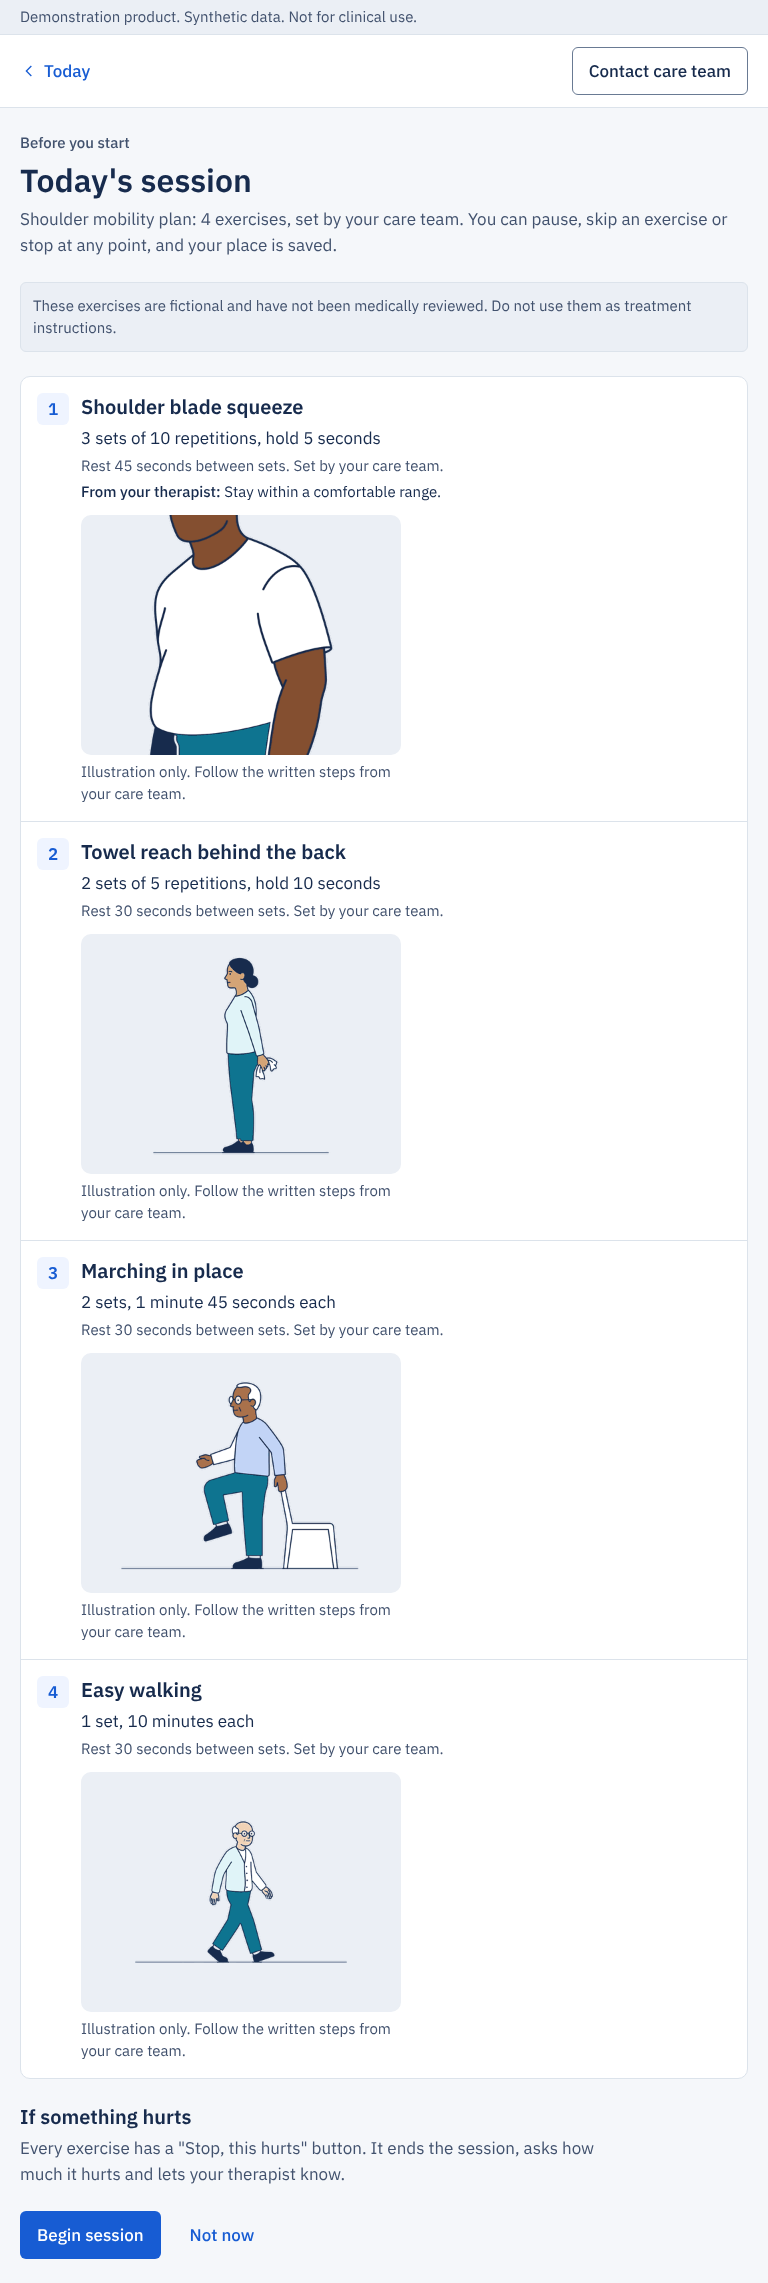 Demonstration product. Synthetic data. Not for clinical use.
Today
Contact care team
Before you start
Today's session
Shoulder mobility plan: 4 exercises, set by your care team. You can pause, skip an exercise or
stop at any point, and your place is saved.
These exercises are fictional and have not been medically reviewed. Do not use them as treatment
instructions.
1
Shoulder blade squeeze
3 sets of 10 repetitions, hold 5 seconds
Rest 45 seconds between sets. Set by your care team.
From your therapist: Stay within a comfortable range.
Illustration only. Follow the written steps from
your care team.
2
Towel reach behind the back
2 sets of 5 repetitions, hold 10 seconds
Rest 30 seconds between sets. Set by your care team.
Illustration only. Follow the written steps from
your care team.
3
Marching in place
2 sets, 1 minute 45 seconds each
Rest 30 seconds between sets. Set by your care team.
Illustration only. Follow the written steps from
your care team.
4
Easy walking
1 set, 10 minutes each
Rest 30 seconds between sets. Set by your care team.
Illustration only. Follow the written steps from
your care team.
If something hurts
Every exercise has a "Stop, this hurts" button. It ends the session, asks how
much it hurts and lets your therapist know.
Begin session
Not now